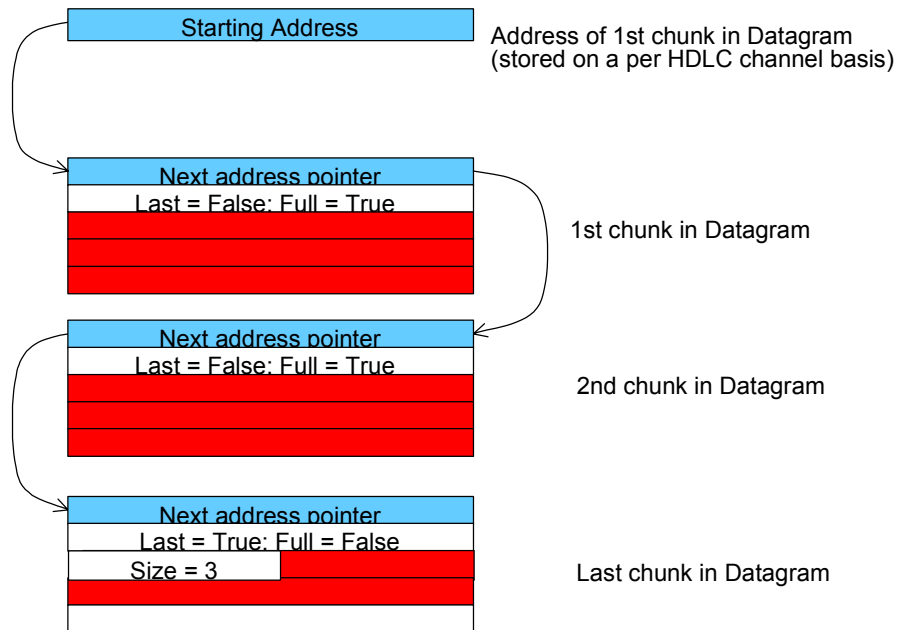 Starting Address
Address of 1st chunk in Datagram
(stored on a per HDLC channel basis)
Next address pointer
Last = False: Full = True
1st chunk in Datagram
Next address pointer
Last = False: Full = True
2nd chunk in Datagram
Next address pointer
Last = True: Full = False
Size = 3
Last chunk in Datagram